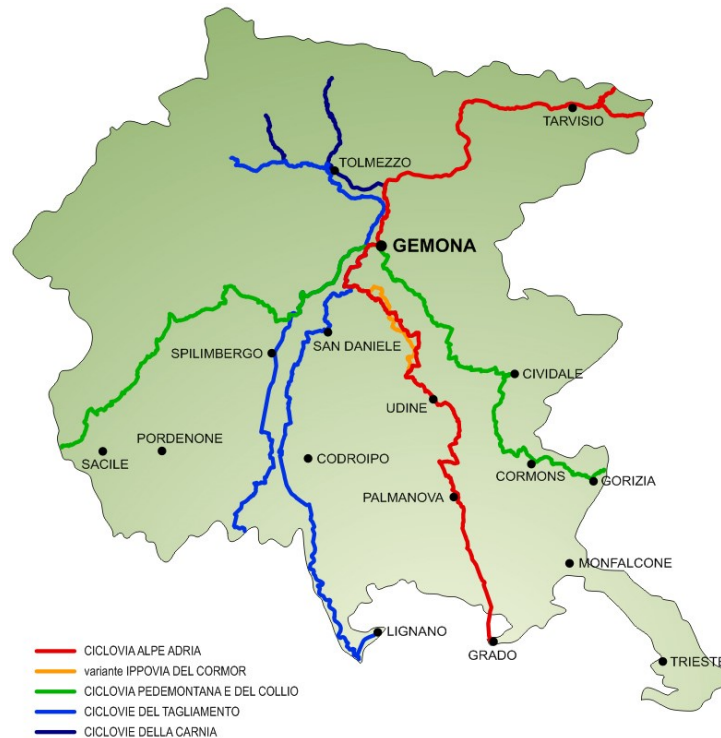 TARVISIO
TOLMEZZO
GEMONA
SAN DANIELE
SPILIMBERGO
CIVIDALE
UDINE
PORDENONE
SACILE
CODROIPO
CORMONS
GORIZIA
PALMANOVA
MONFALCONE
LIGNANO
GRADO
TRIESTE
CICLOVIA ALPE ADRIA
variante IPPOVIA DEL CORMOR
CICLOVIA PEDEMONTANA E DEL COLLIO
CICLOVIE DEL TAGLIAMENTO
CICLOVIE DELLA CARNIA